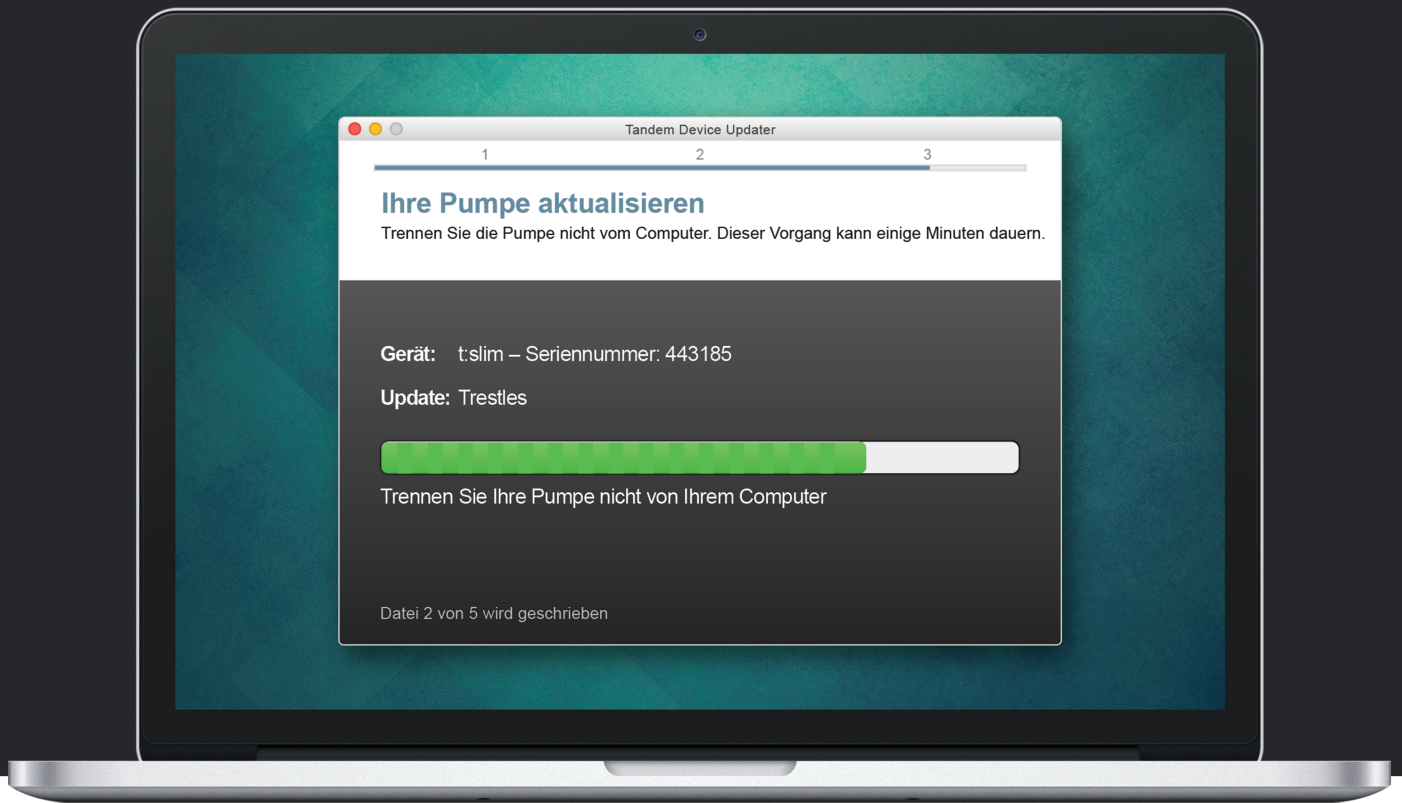 Tandem Device Updater
1 2 3
Ihre Pumpe aktualisieren
Trennen Sie die Pumpe nicht vom Computer. Dieser Vorgang kann einige Minuten dauern.
Gerät: t:slim – Seriennummer: 443185
Update: Trestles
Trennen Sie Ihre Pumpe nicht von Ihrem Computer
Datei 2 von 5 wird geschrieben